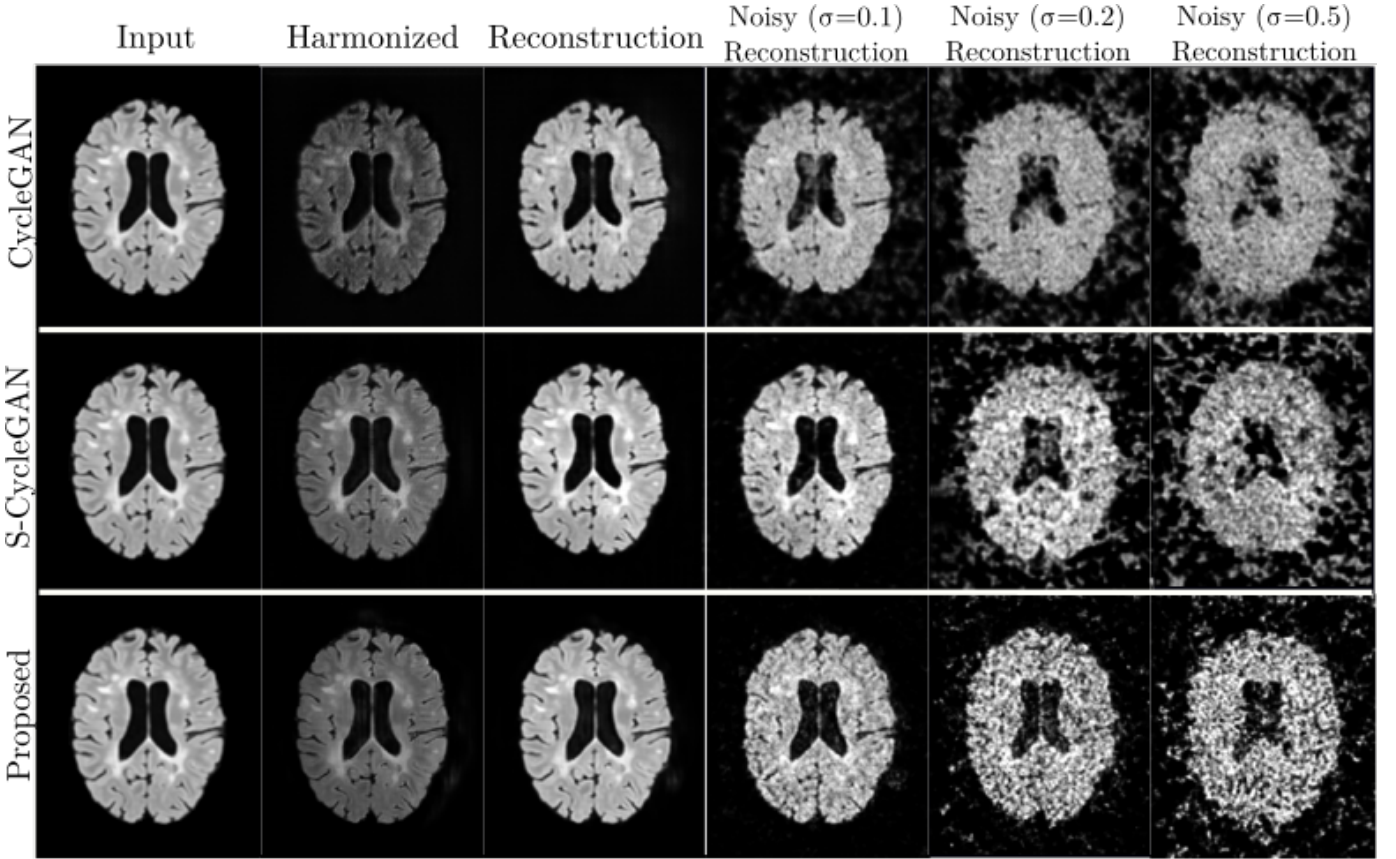 Input
Harmonized
Reconstruction
Noisy (σ=0.1)
Reconstruction
Noisy (σ=0.2)
Reconstruction
Noisy (σ=0.5)
Reconstruction
CycleGAN
S-CycleGAN
Proposed